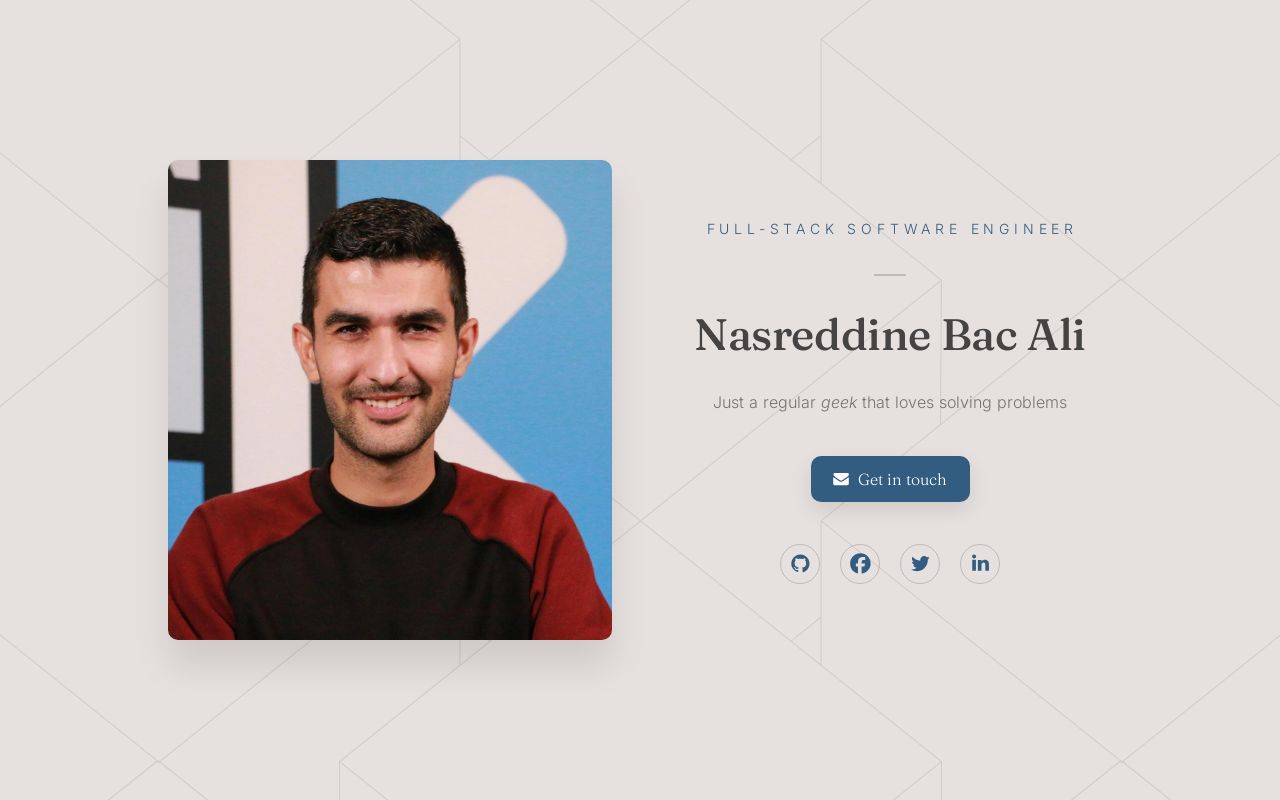 FULL-STACK SOFTWARE ENGINEER
Nasreddine Bac Ali
Just a regular geek that loves solving problems
Get in touch